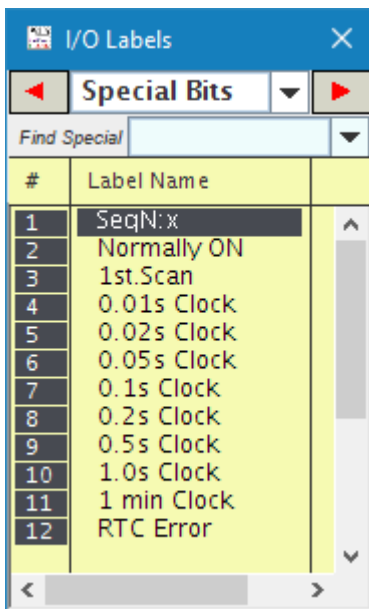 I/O Labels
Special Bits
Find Special
# Label Name
1 SeqN:x
2 Normally ON
3 1st.Scan
4 0.01s Clock
5 0.02s Clock
6 0.05s Clock
7 0.1s Clock
8 0.2s Clock
9 0.5s Clock
10 1.0s Clock
11 1 min Clock
12 RTC Error